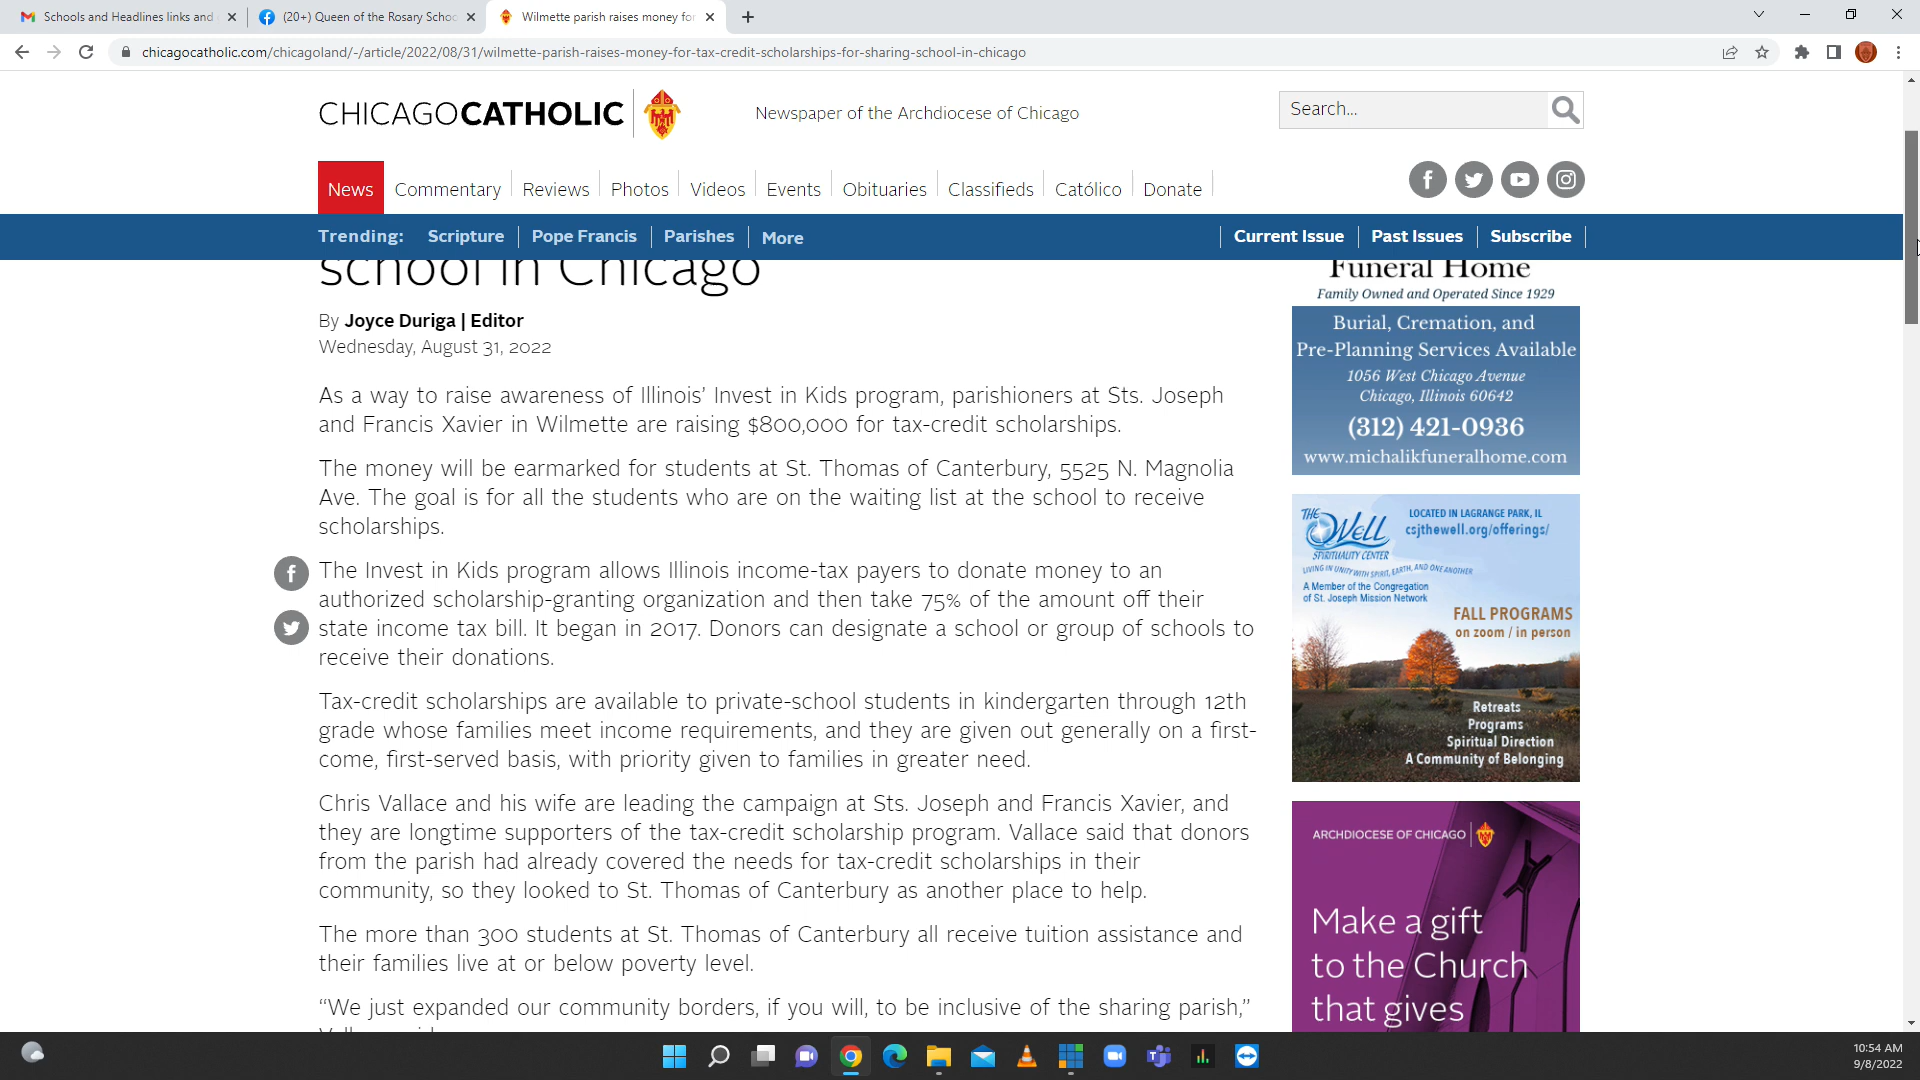 Schools and Headlines links and
(20+) Queen of the Rosary Schoo
Wilmette parish raises money for
chicagocatholic.com/chicagoland/-/article/2022/08/31/wilmette-parish-raises-money-for-tax-credit-scholarships-for-sharing-school-in-chicago
CHICAGOCATHOLIC
Newspaper of the Archdiocese of Chicago
Search...
News
Commentary
Reviews
Photos
Videos
Events
Obituaries
Classifieds
Católico
Donate
Trending:
Scripture
Pope Francis
Parishes
More
Current Issue
Past Issues
Subscribe
school in Chicago
By Joyce Duriga | Editor
Wednesday, August 31, 2022
As a way to raise awareness of Illinois’ Invest in Kids program, parishioners at Sts. Joseph
and Francis Xavier in Wilmette are raising $800,000 for tax-credit scholarships.
The money will be earmarked for students at St. Thomas of Canterbury, 5525 N. Magnolia
Ave. The goal is for all the students who are on the waiting list at the school to receive
scholarships.
The Invest in Kids program allows Illinois income-tax payers to donate money to an
authorized scholarship-granting organization and then take 75% of the amount off their
state income tax bill. It began in 2017. Donors can designate a school or group of schools to
receive their donations.
Tax-credit scholarships are available to private-school students in kindergarten through 12th
grade whose families meet income requirements, and they are given out generally on a first-
come, first-served basis, with priority given to families in greater need.
Chris Vallace and his wife are leading the campaign at Sts. Joseph and Francis Xavier, and
they are longtime supporters of the tax-credit scholarship program. Vallace said that donors
from the parish had already covered the needs for tax-credit scholarships in their
community, so they looked to St. Thomas of Canterbury as another place to help.
The more than 300 students at St. Thomas of Canterbury all receive tuition assistance and
their families live at or below poverty level.
“We just expanded our community borders, if you will, to be inclusive of the sharing parish,”
Funeral Home
Family Owned and Operated Since 1929
Burial, Cremation, and
Pre-Planning Services Available
1056 West Chicago Avenue
Chicago, Illinois 60642
(312) 421-0936
www.michalikfuneralhome.com
THE WELL
SPIRITUALITY CENTER
LOCATED IN LAGRANGE PARK, IL
csjthewell.org/offerings/
LIVING IN UNITY WITH SPIRIT, EARTH, AND ONE ANOTHER
A Member of the Congregation
of St. Joseph Mission Network
FALL PROGRAMS
on zoom / in person
Retreats
Programs
Spiritual Direction
A Community of Belonging
ARCHDIOCESE OF CHICAGO
Make a gift
to the Church
that gives
10:54 AM
9/8/2022